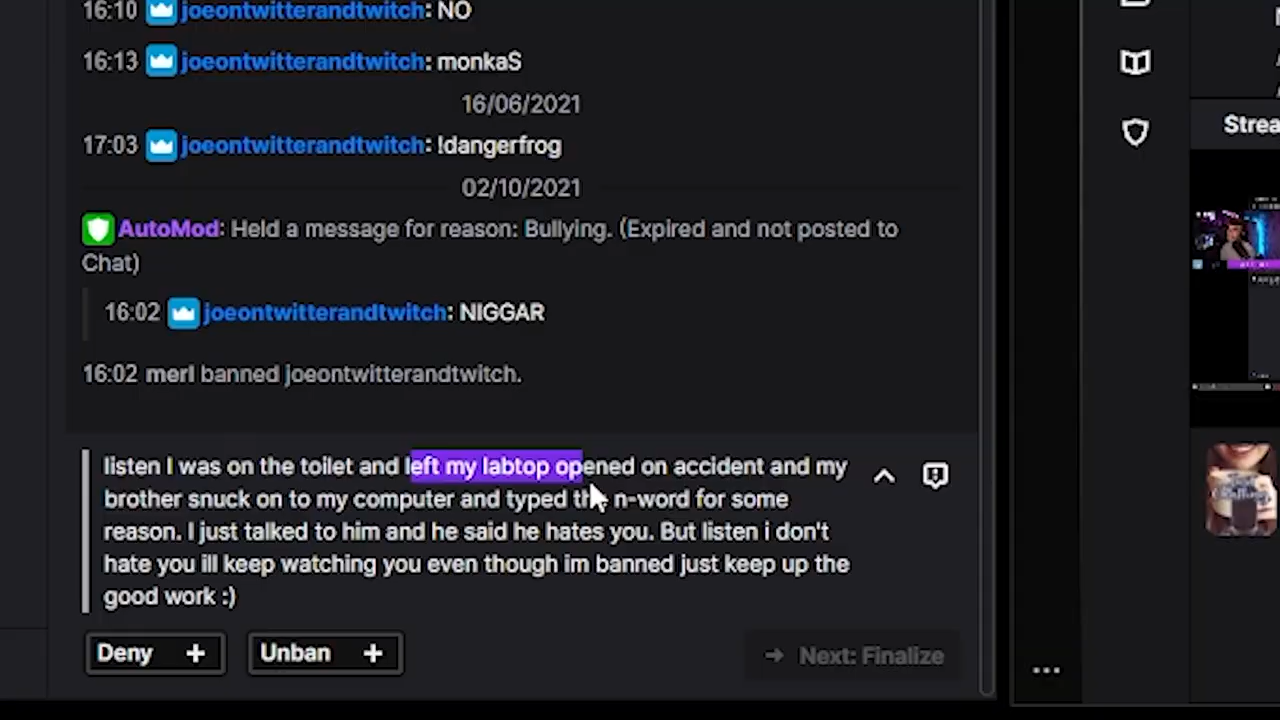 16:10 joeontwitterandtwitch: NO
16:13 joeontwitterandtwitch: monkaS
16/06/2021
17:03 joeontwitterandtwitch: !dangerfrog
02/10/2021
AutoMod: Held a message for reason: Bullying. (Expired and not posted to
Chat)
16:02 joeontwitterandtwitch: NIGGAR
16:02 merl banned joeontwitterandtwitch.
listen I was on the toilet and left my labtop opened on accident and my
brother snuck on to my computer and typed the n-word for some
reason. I just talked to him and he said he hates you. But listen i don't
hate you ill keep watching you even though im banned just keep up the
good work :)
Deny + Unban + → Next: Finalize
Strea